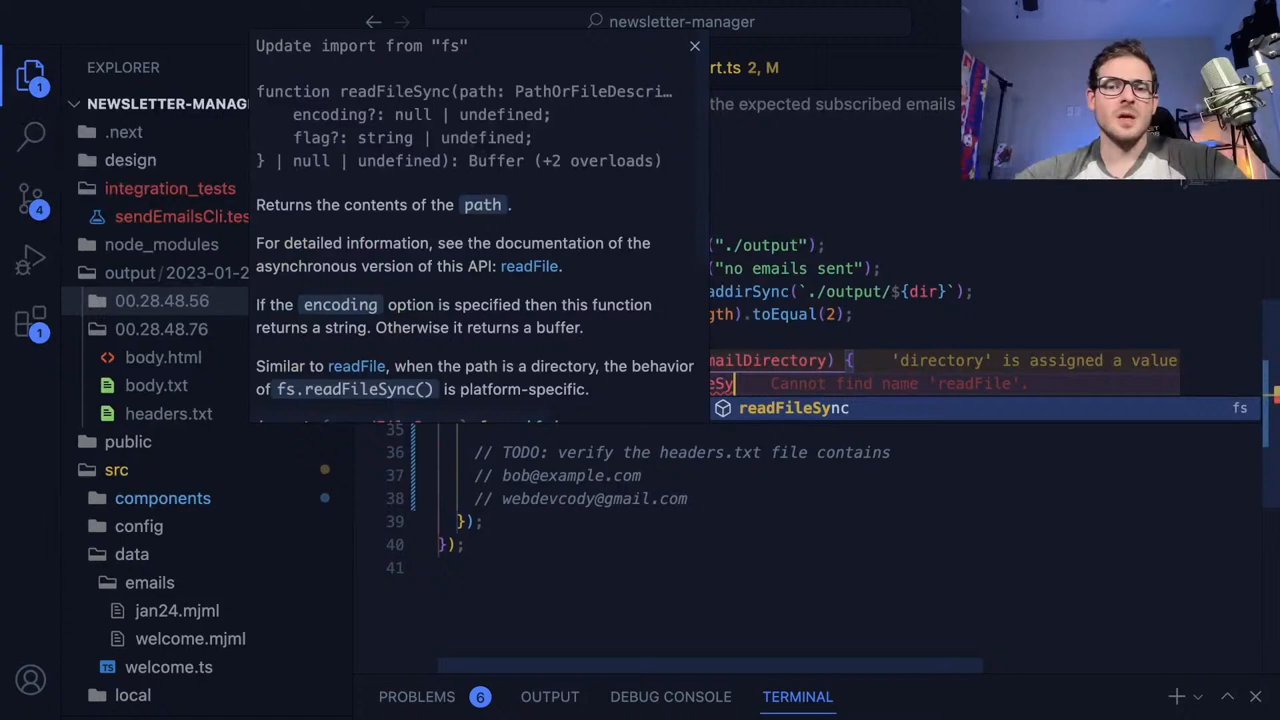 newsletter-manager
EXPLORER
NEWSLETTER-MANA
.next
design
integration_tests
sendEmailsCli.tes
node_modules
output / 2023-01-2
00.28.48.56
00.28.48.76
body.html
body.txt
headers.txt
public
src
components
config
data
emails
jan24.mjml
welcome.mjml
welcome.ts
local
1
4
1
Update import from "fs"
function readFileSync(path: PathOrFileDescri…
encoding?: null | undefined;
flag?: string | undefined;
} | null | undefined): Buffer (+2 overloads)
Returns the contents of the path.
For detailed information, see the documentation of the
asynchronous version of this API: readFile.
If the encoding option is specified then this function
returns a string. Otherwise it returns a buffer.
Similar to readFile, when the path is a directory, the behavior
of fs.readFileSync() is platform-specific.
rt.ts 2, M
the expected subscribed emails
("./output");
("no emails sent");
addirSync(`./output/${dir}`);
gth).toEqual(2);
mailDirectory) { 'directory' is assigned a value
eSy Cannot find name 'readFile'.
readFileSync fs
35
36 // TODO: verify the headers.txt file contains
37 // bob@example.com
38 // webdevcody@gmail.com
39 });
40 });
41
PROBLEMS 6 OUTPUT DEBUG CONSOLE TERMINAL